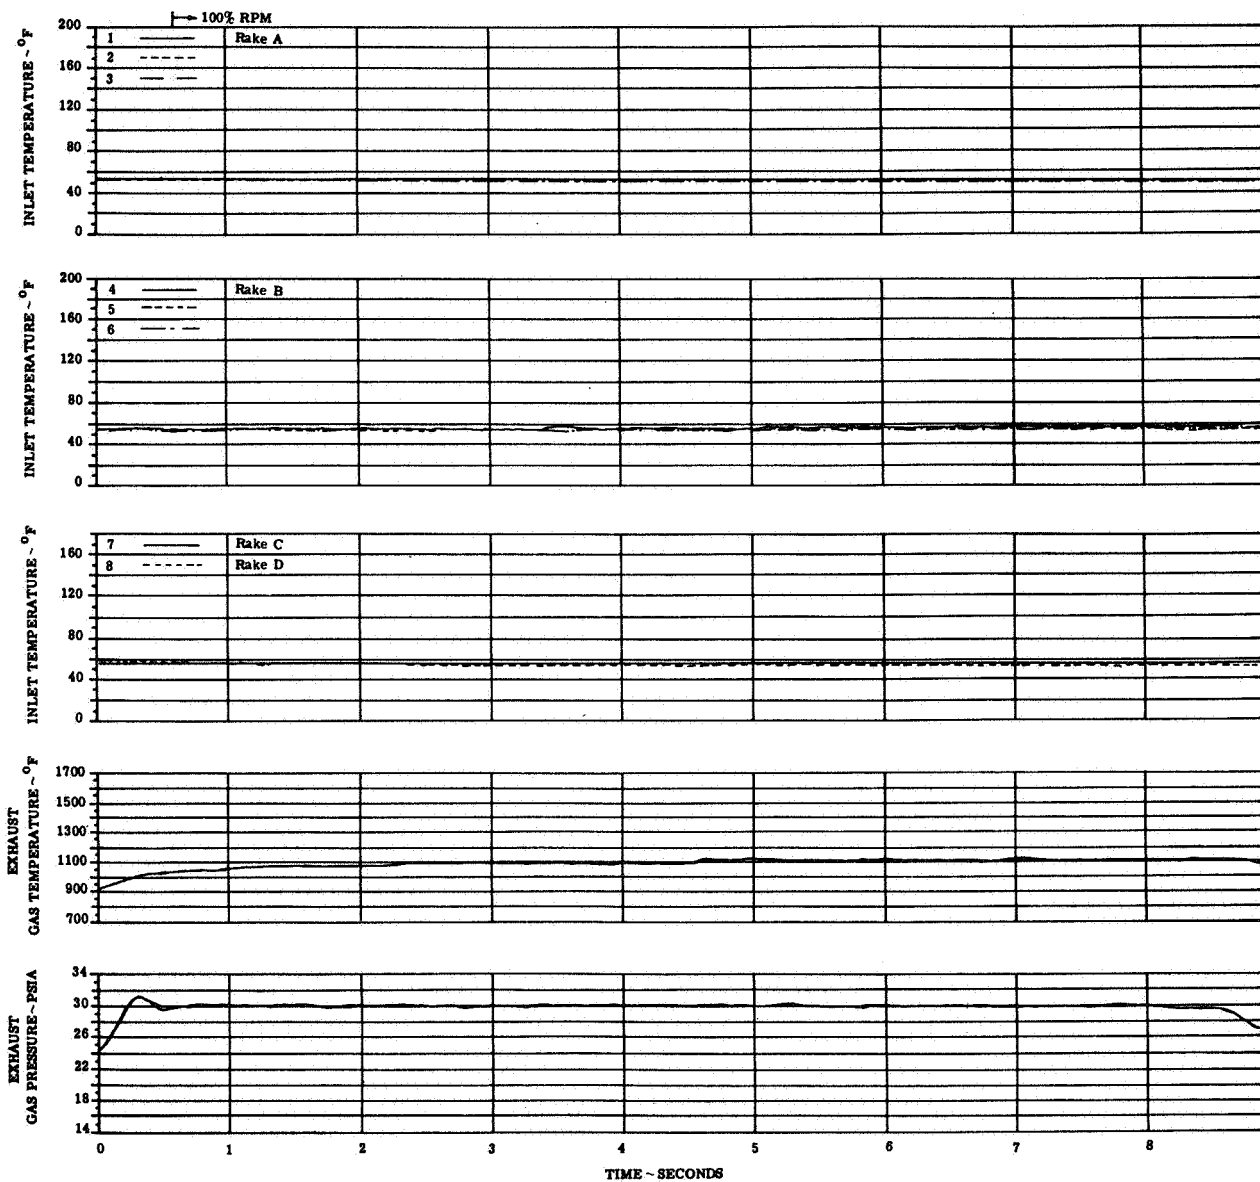 100% RPM
INLET TEMPERATURE ~ °F
200
160
120
80
40
0
1 Rake A
2
3
INLET TEMPERATURE ~ °F
200
160
120
80
40
0
4 Rake B
5
6
INLET TEMPERATURE ~ °F
160
120
80
40
0
7 Rake C
8 Rake D
EXHAUST
GAS TEMPERATURE ~ °F
1700
1500
1300
1100
900
700
EXHAUST
GAS PRESSURE ~ PSIA
34
30
26
22
18
14
0 1 2 3 4 5 6 7 8
TIME ~ SECONDS